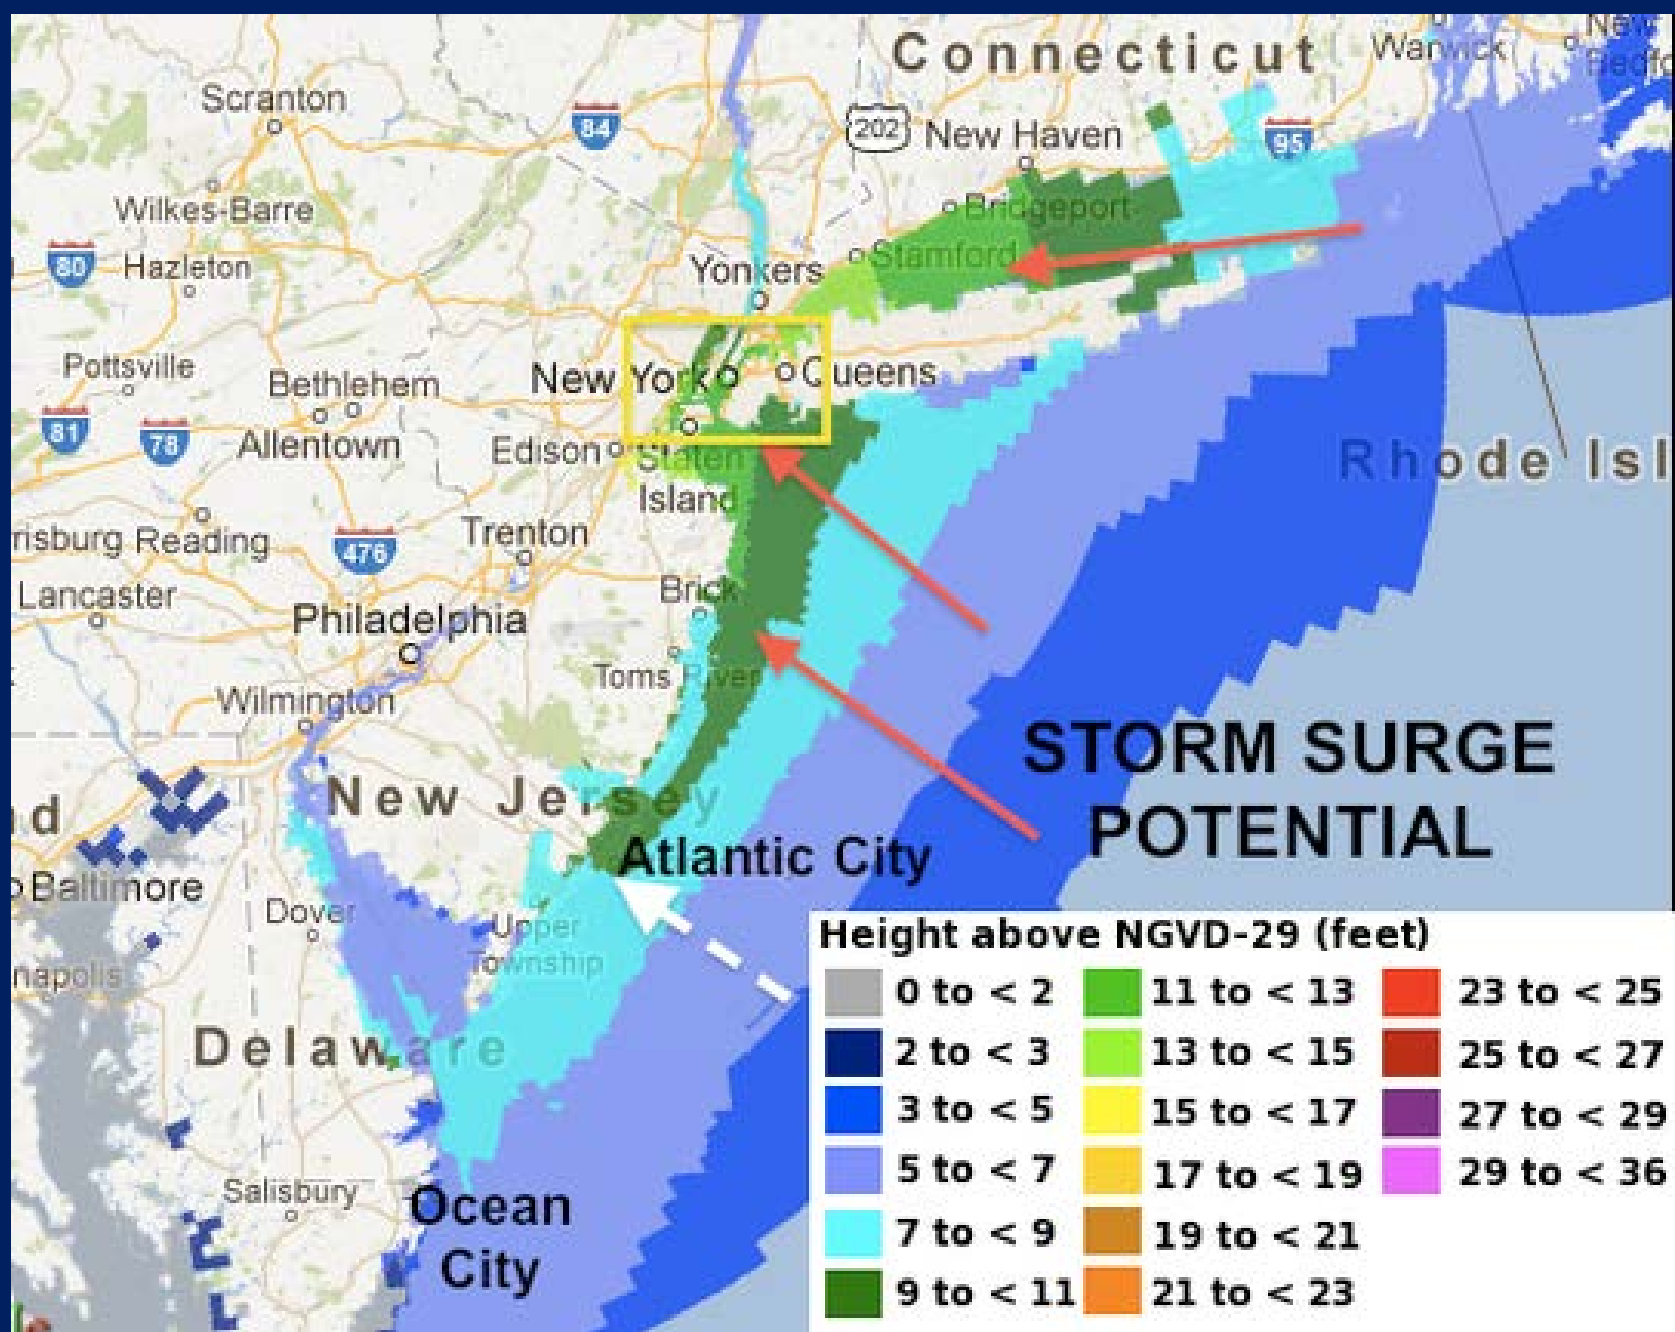 Connecticut
Warwick
New
Bedfo
Scranton
84
202
New Haven
95
Wilkes-Barre
Bridgeport
80
Hazleton
Yonkers
Stamford
Pottsville
Bethlehem
New York
Queens
81
78
Allentown
Edison
Staten
Island
Rhode Isl
risburg
Reading
476
Trenton
Lancaster
Brick
Philadelphia
Toms River
Wilmington
STORM SURGE
POTENTIAL
New Jersey
d
Atlantic City
Baltimore
Dover
Upper
Township
napolis
Delaware
Salisbury
Ocean
City
Height above NGVD-29 (feet)
0 to < 2
11 to < 13
23 to < 25
2 to < 3
13 to < 15
25 to < 27
3 to < 5
15 to < 17
27 to < 29
5 to < 7
17 to < 19
29 to < 36
7 to < 9
19 to < 21
9 to < 11
21 to < 23